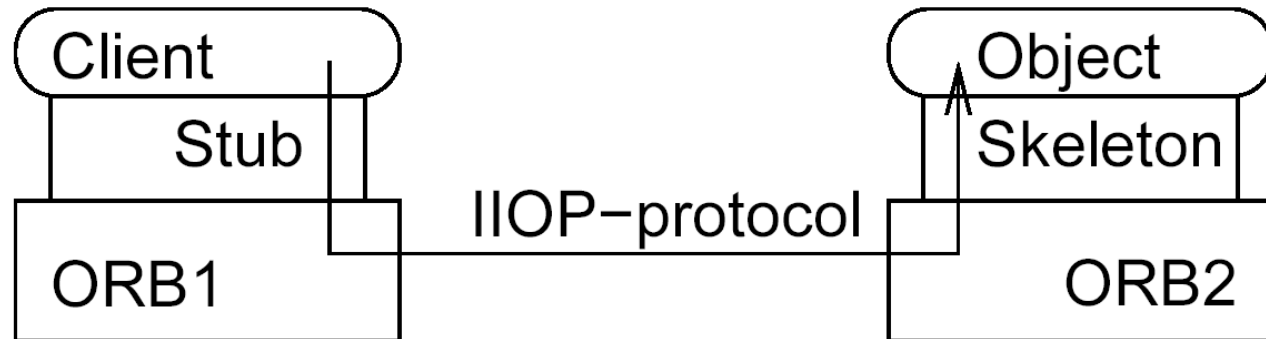 Client
Stub
ORB1
IIOP−protocol
Object
Skeleton
ORB2